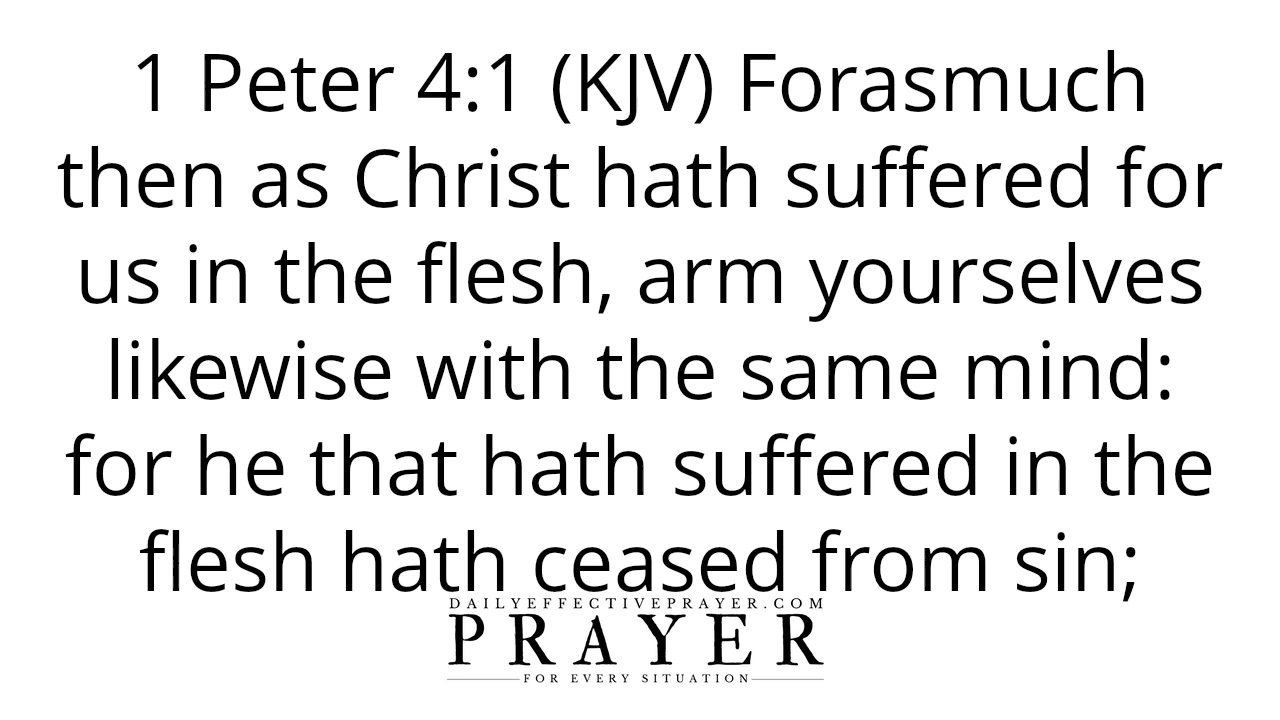 1 Peter 4:1 (KJV) Forasmuch
then as Christ hath suffered for
us in the flesh, arm yourselves
likewise with the same mind:
for he that hath suffered in the
flesh hath ceased from sin;
DAILYEFFECTIVEPRAYER.COM
PRAYER
FOR EVERY SITUATION